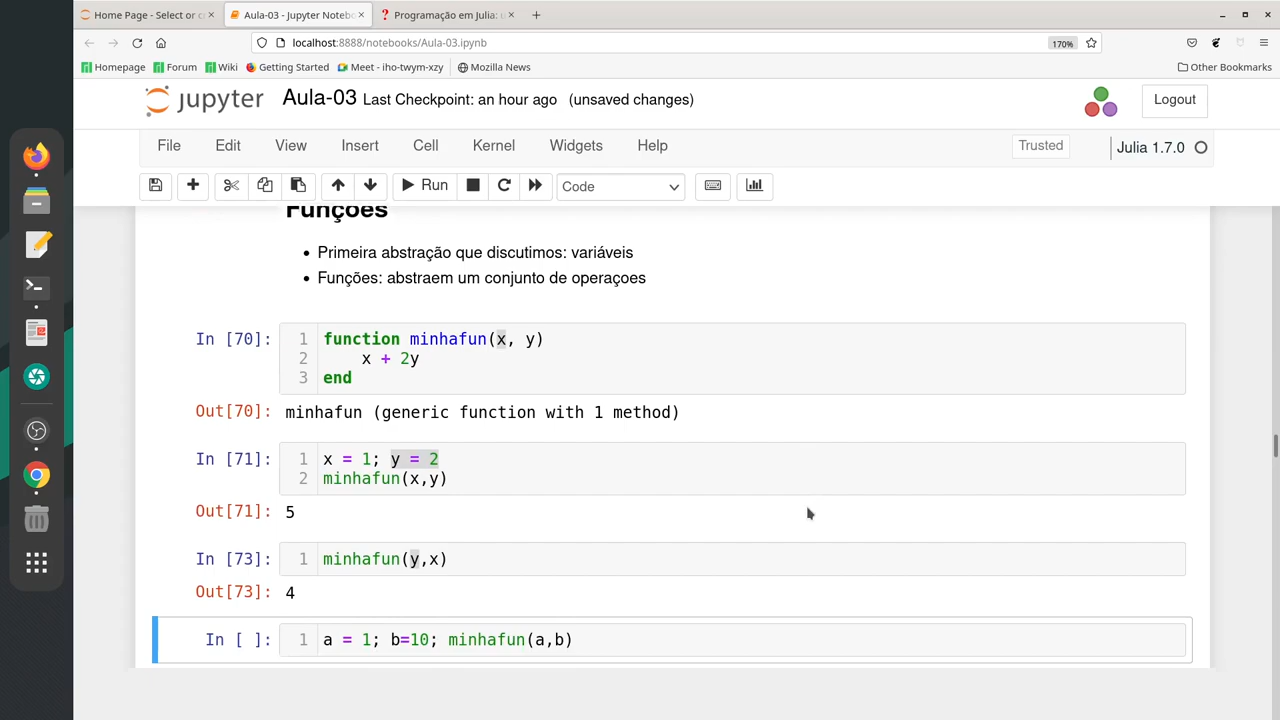 Home Page - Select or c
Aula-03 - Jupyter Noteb
Programação em Julia: u
localhost:8888/notebooks/Aula-03.ipynb
170%
Homepage
Forum
Wiki
Getting Started
Meet - iho-twym-xzy
Mozilla News
Other Bookmarks
jupyter
Aula-03 Last Checkpoint: an hour ago (unsaved changes)
Logout
File Edit View Insert Cell Kernel Widgets Help
Trusted
Julia 1.7.0
Run
Code
Funções
Primeira abstração que discutimos: variáveis
Funções: abstraem um conjunto de operaçoes
In [70]:
1 function minhafun(x, y)
2 x + 2y
3 end
Out[70]: minhafun (generic function with 1 method)
In [71]:
1 x = 1; y = 2
2 minhafun(x,y)
Out[71]: 5
In [73]:
1 minhafun(y,x)
Out[73]: 4
In [ ]:
1 a = 1; b=10; minhafun(a,b)